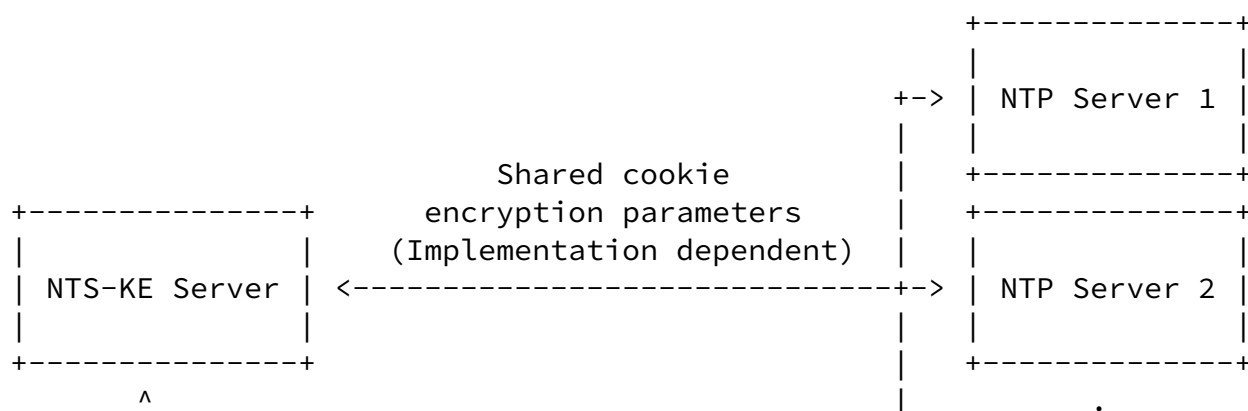 NTP Server 1
Shared cookie
encryption parameters
(Implementation dependent)
NTS-KE Server
NTP Server 2